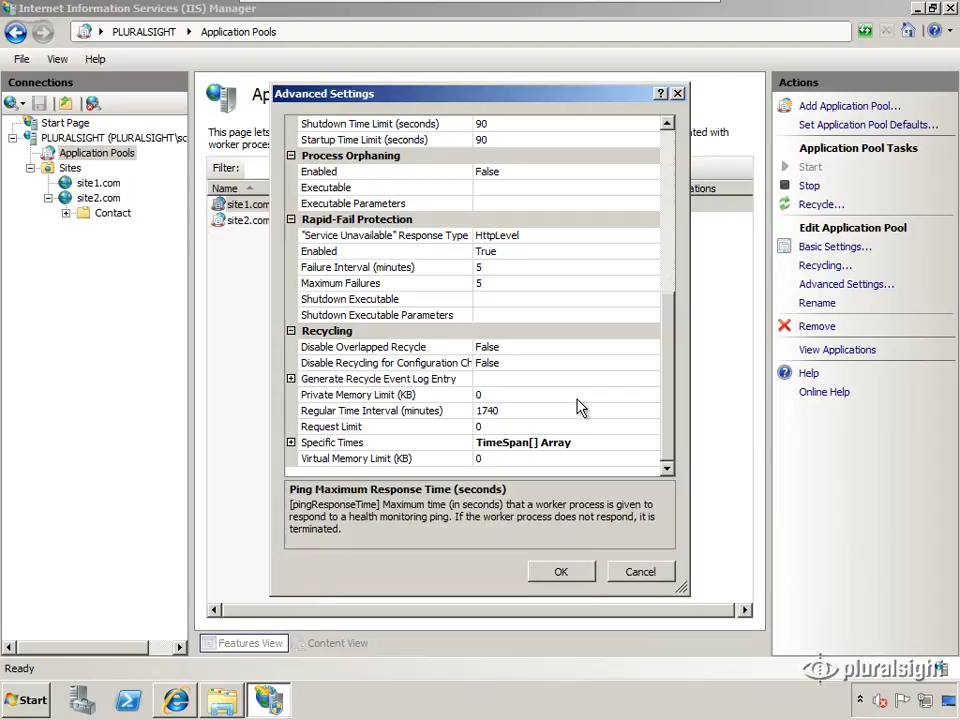 Internet Information Services (IIS) Manager
PLURALSIGHT
Application Pools
File View Help
Connections
Start Page
PLURALSIGHT (PLURALSIGHT\sc
Application Pools
Sites
site1.com
site2.com
Contact
This page lets
worker proces
Filter:
Name
site1.com
site2.com
Advanced Settings
Shutdown Time Limit (seconds) 90
Startup Time Limit (seconds) 90
Process Orphaning
Enabled False
Executable
Executable Parameters
Rapid-Fail Protection
"Service Unavailable" Response Type HttpLevel
Enabled True
Failure Interval (minutes) 5
Maximum Failures 5
Shutdown Executable
Shutdown Executable Parameters
Recycling
Disable Overlapped Recycle False
Disable Recycling for Configuration Ch False
Generate Recycle Event Log Entry
Private Memory Limit (KB) 0
Regular Time Interval (minutes) 1740
Request Limit 0
Specific Times TimeSpan[] Array
Virtual Memory Limit (KB) 0
Ping Maximum Response Time (seconds)
[pingResponseTime] Maximum time (in seconds) that a worker process is given to
respond to a health monitoring ping. If the worker process does not respond, it is
terminated.
OK Cancel
ated with
ations
Features View Content View
Actions
Add Application Pool...
Set Application Pool Defaults...
Application Pool Tasks
Start
Stop
Recycle...
Edit Application Pool
Basic Settings...
Recycling...
Advanced Settings...
Rename
Remove
View Applications
Help
Online Help
Ready
pluralsight
Start